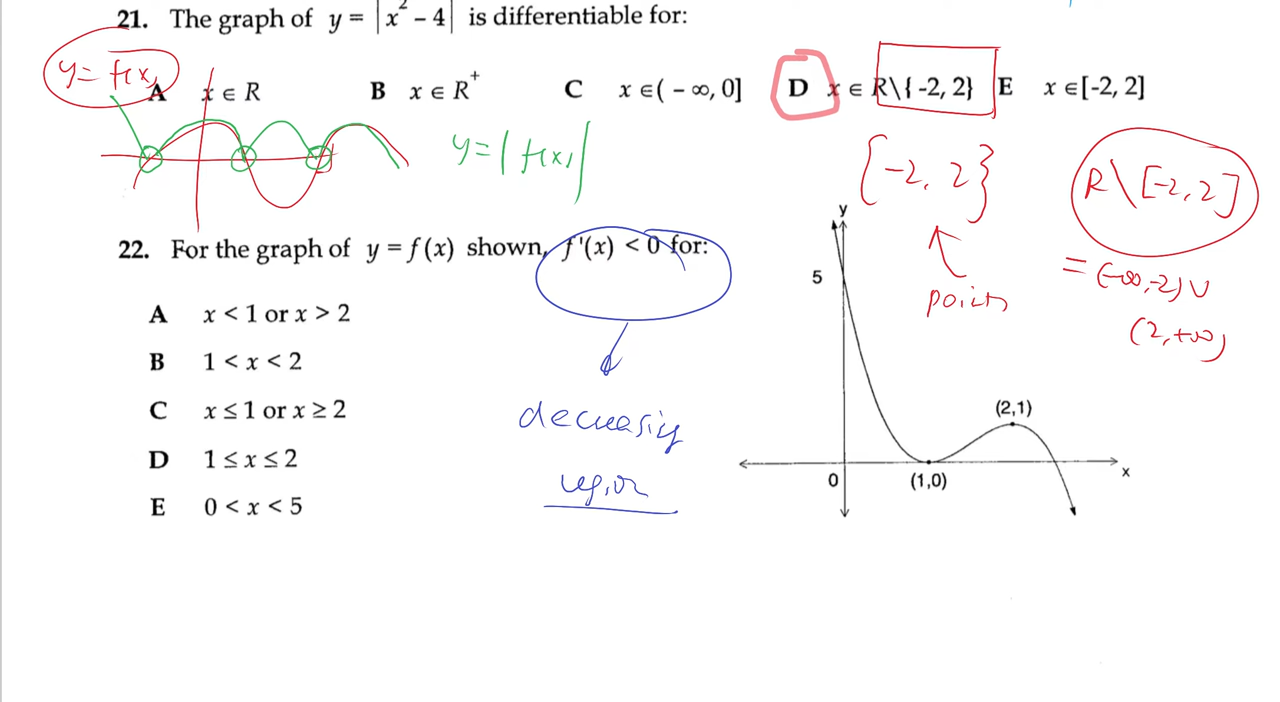 21. The graph of y = |x² – 4| is differentiable for:
y = f(x)
A x ∈ R B x ∈ R⁺ C x ∈(– ∞, 0] D x ∈ R\{ -2, 2} E x ∈[-2, 2]
y = |f(x)|
{-2, 2}
R\[-2, 2]
= (-∞, -2) ∪
(2, +∞)
points
22. For the graph of y = f(x) shown, f '(x) < 0 for:
A x < 1 or x > 2
B 1 < x < 2
C x ≤ 1 or x ≥ 2
D 1 ≤ x ≤ 2
E 0 < x < 5
decreasing
region
y
5
(2,1)
x
0
(1,0)